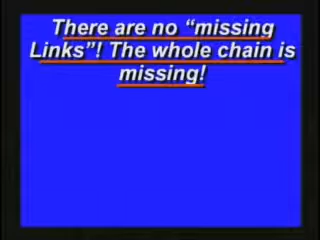 There are no “missing
Links”! The whole chain is
missing!